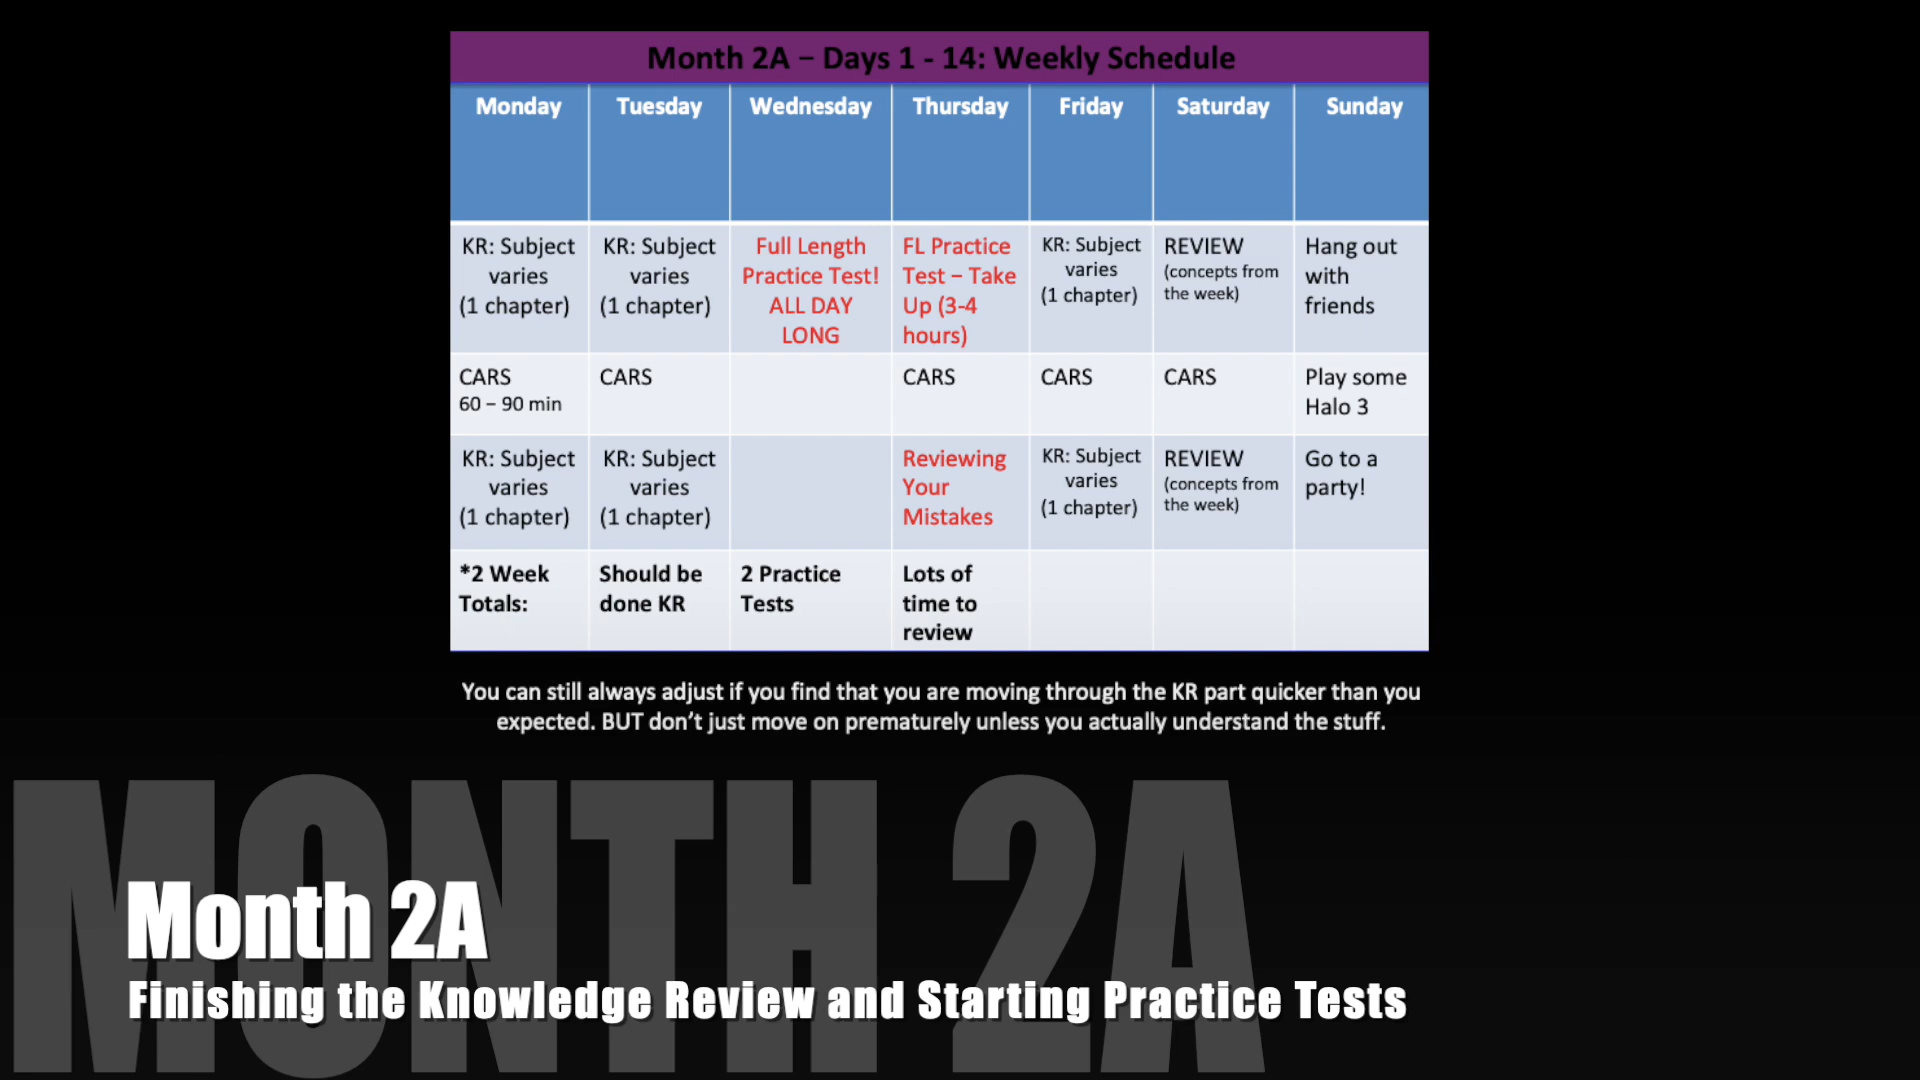 Month 2A – Days 1 - 14: Weekly Schedule
Monday
Tuesday
Wednesday
Thursday
Friday
Saturday
Sunday
KR: Subject
varies
(1 chapter)
KR: Subject
varies
(1 chapter)
Full Length
Practice Test!
ALL DAY
LONG
FL Practice
Test – Take
Up (3-4
hours)
KR: Subject
varies
(1 chapter)
REVIEW
(concepts from
the week)
Hang out
with
friends
CARS
60 – 90 min
CARS
CARS
CARS
CARS
Play some
Halo 3
KR: Subject
varies
(1 chapter)
KR: Subject
varies
(1 chapter)
Reviewing
Your
Mistakes
KR: Subject
varies
(1 chapter)
REVIEW
(concepts from
the week)
Go to a
party!
*2 Week
Totals:
Should be
done KR
2 Practice
Tests
Lots of
time to
review
You can still always adjust if you find that you are moving through the KR part quicker than you
expected. BUT don’t just move on prematurely unless you actually understand the stuff.
MONTH 2A
Month 2A
Finishing the Knowledge Review and Starting Practice Tests